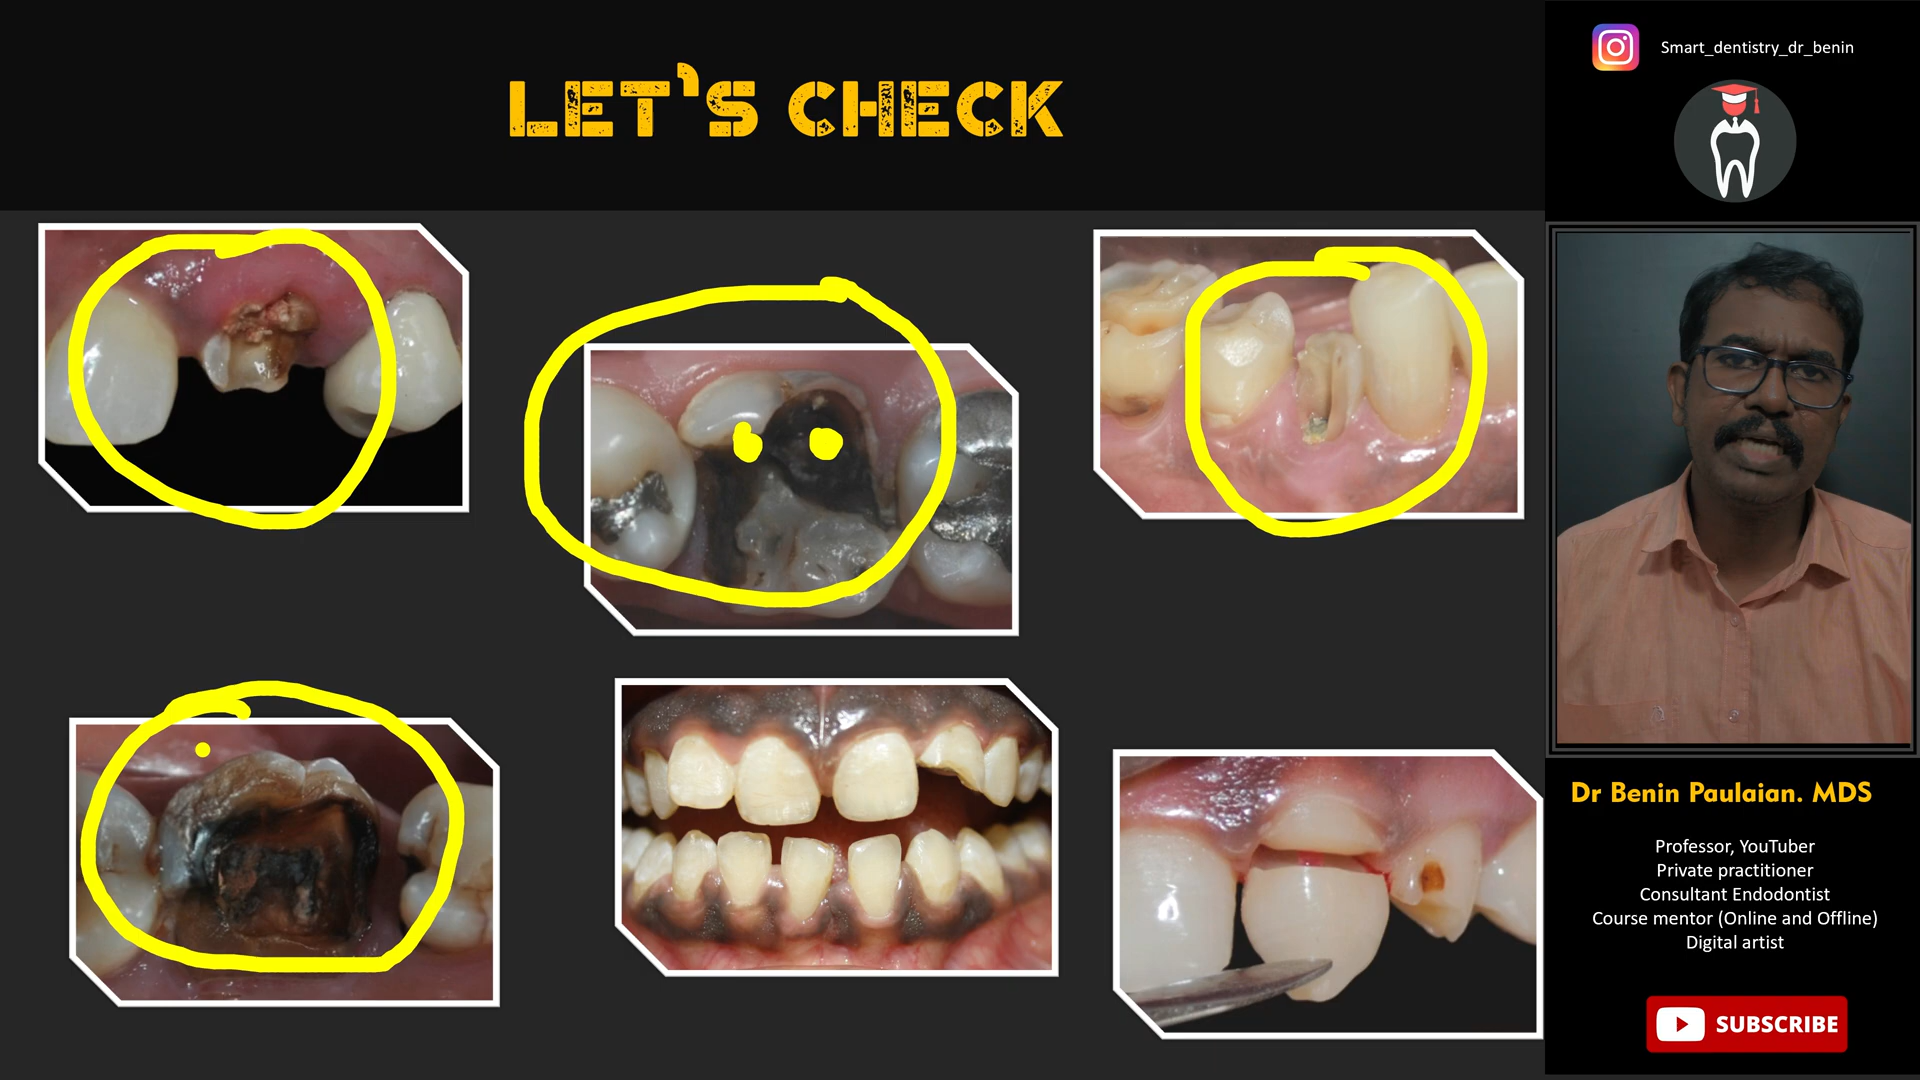 LET'S CHECK
Smart_dentistry_dr_benin
Dr Benin Paulaian. MDS
Professor, YouTuber
Private practitioner
Consultant Endodontist
Course mentor (Online and Offline)
Digital artist
SUBSCRIBE